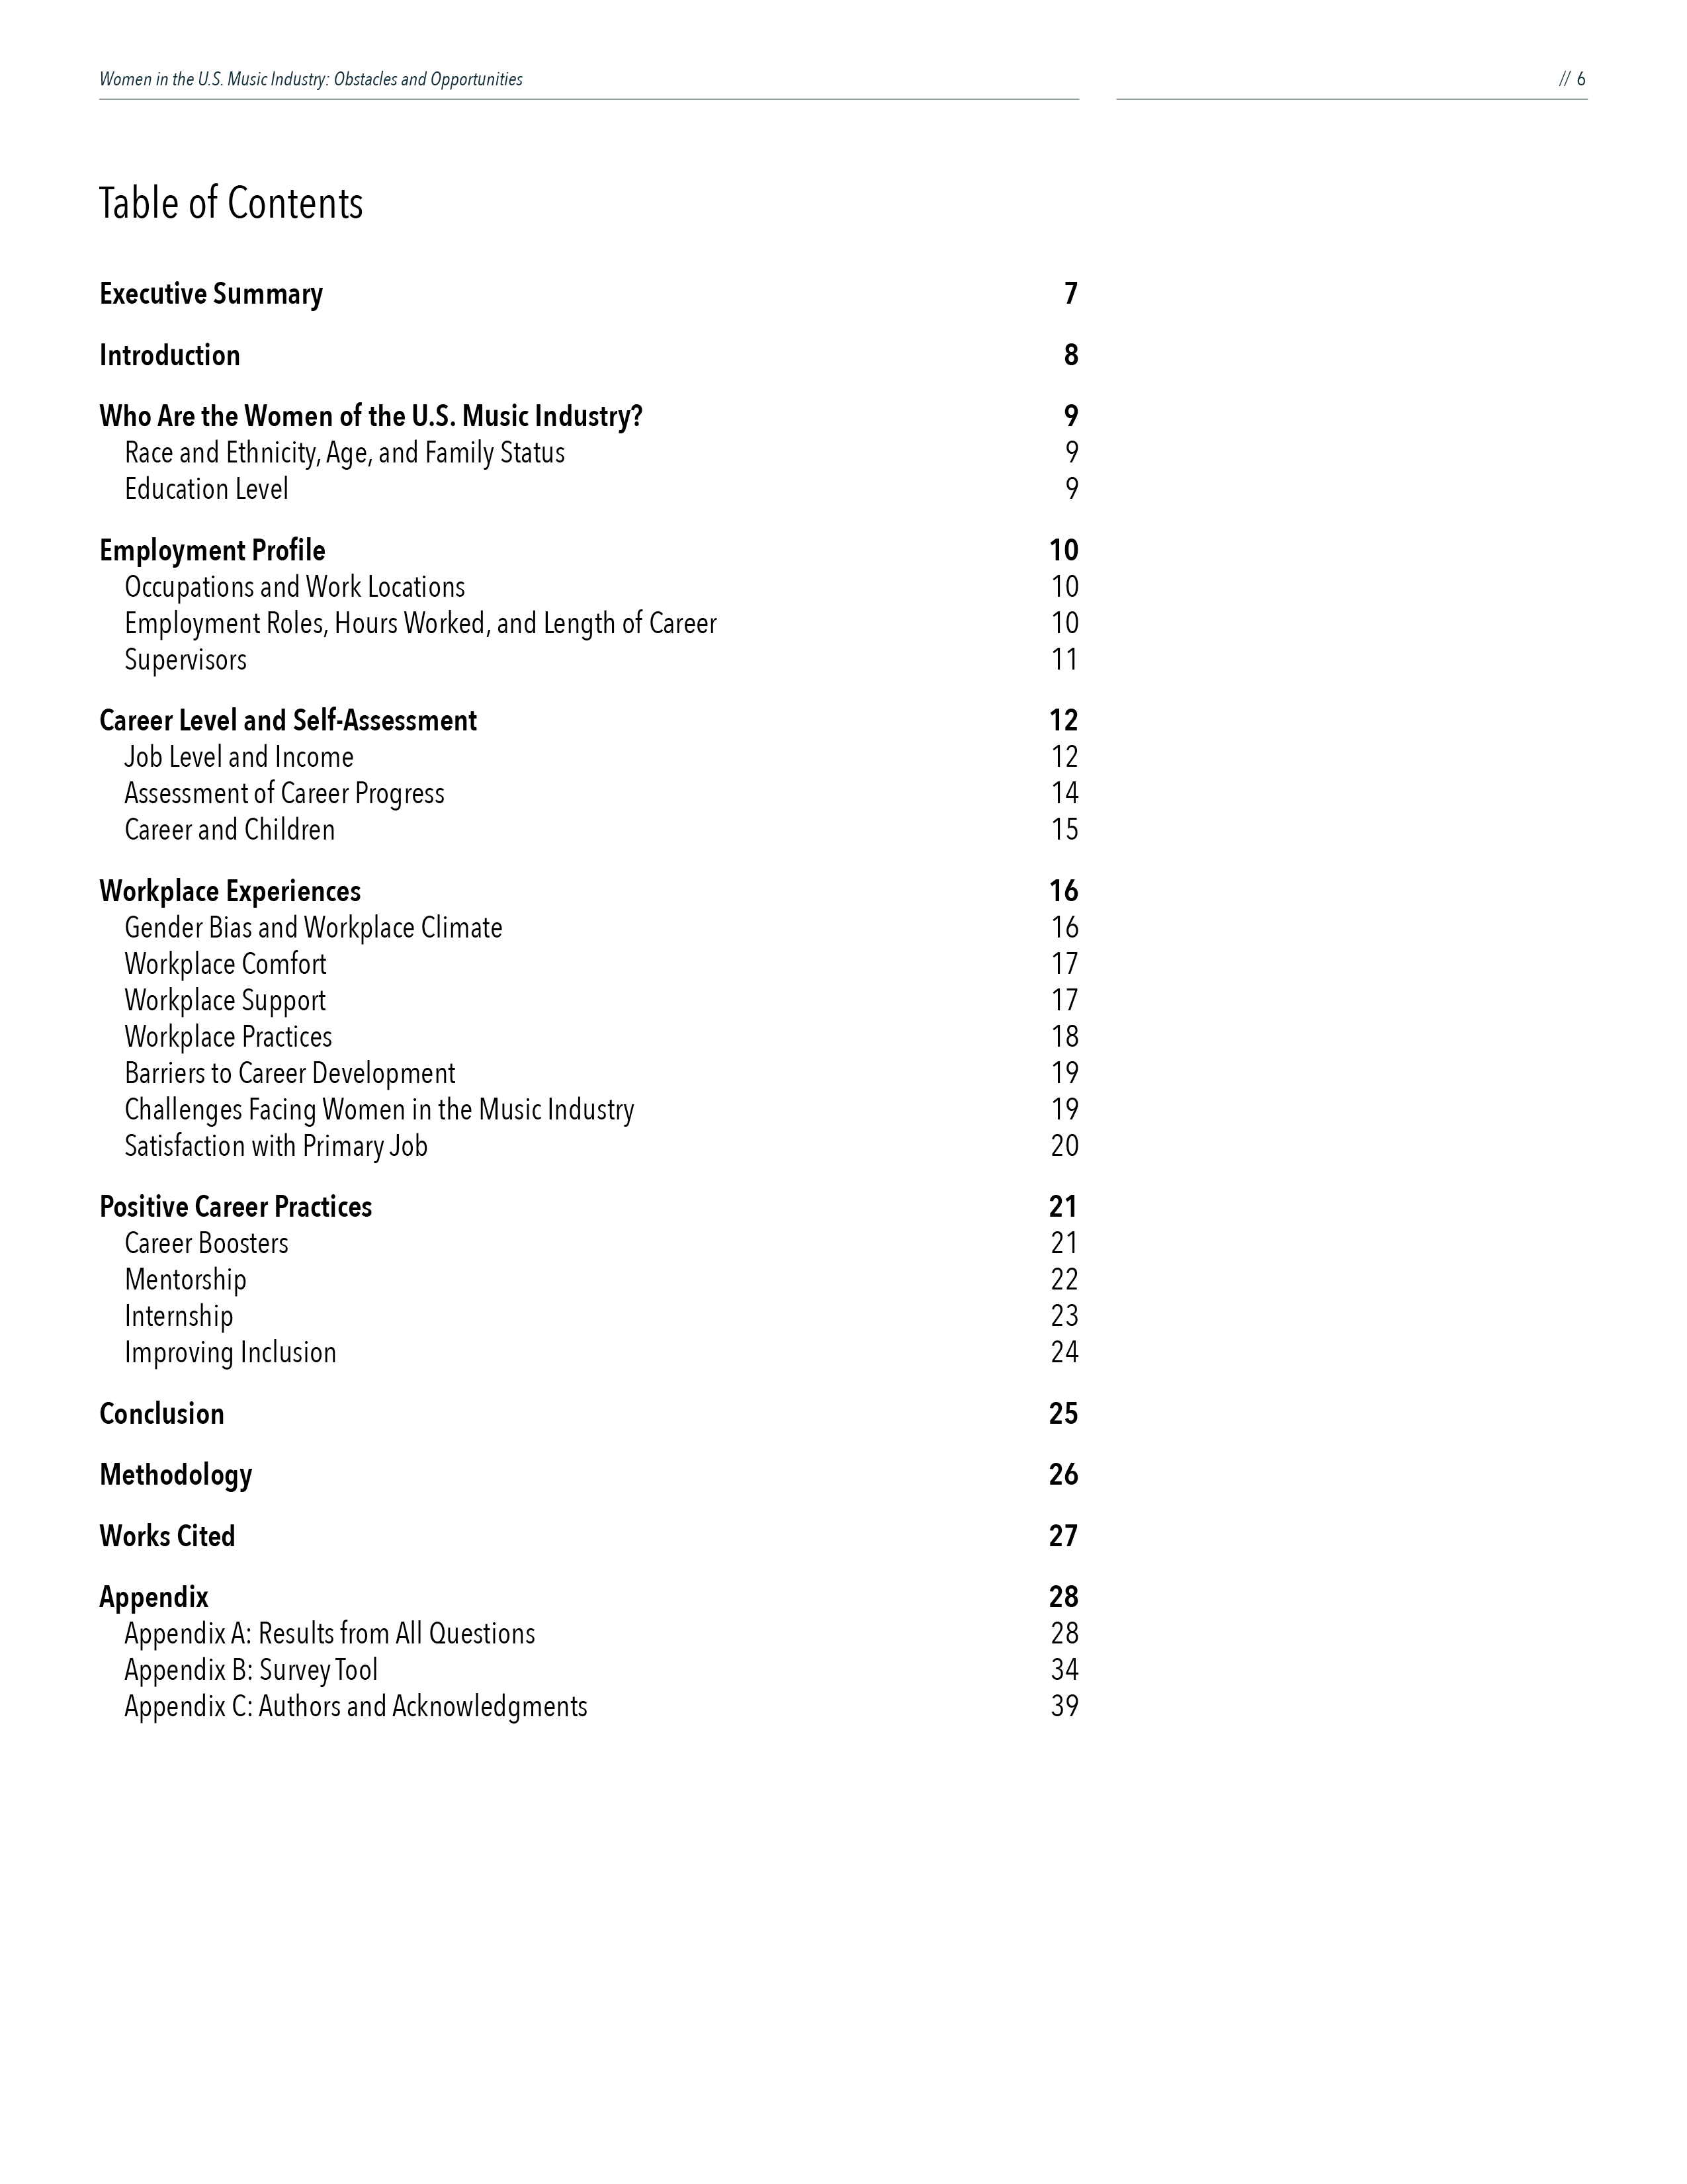 Women in the U.S. Music Industry: Obstacles and Opportunities // 6
Table of Contents
Executive Summary 7
Introduction 8
Who Are the Women of the U.S. Music Industry? 9
Race and Ethnicity, Age, and Family Status 9
Education Level 9
Employment Profile 10
Occupations and Work Locations 10
Employment Roles, Hours Worked, and Length of Career 10
Supervisors 11
Career Level and Self-Assessment 12
Job Level and Income 12
Assessment of Career Progress 14
Career and Children 15
Workplace Experiences 16
Gender Bias and Workplace Climate 16
Workplace Comfort 17
Workplace Support 17
Workplace Practices 18
Barriers to Career Development 19
Challenges Facing Women in the Music Industry 19
Satisfaction with Primary Job 20
Positive Career Practices 21
Career Boosters 21
Mentorship 22
Internship 23
Improving Inclusion 24
Conclusion 25
Methodology 26
Works Cited 27
Appendix 28
Appendix A: Results from All Questions 28
Appendix B: Survey Tool 34
Appendix C: Authors and Acknowledgments 39